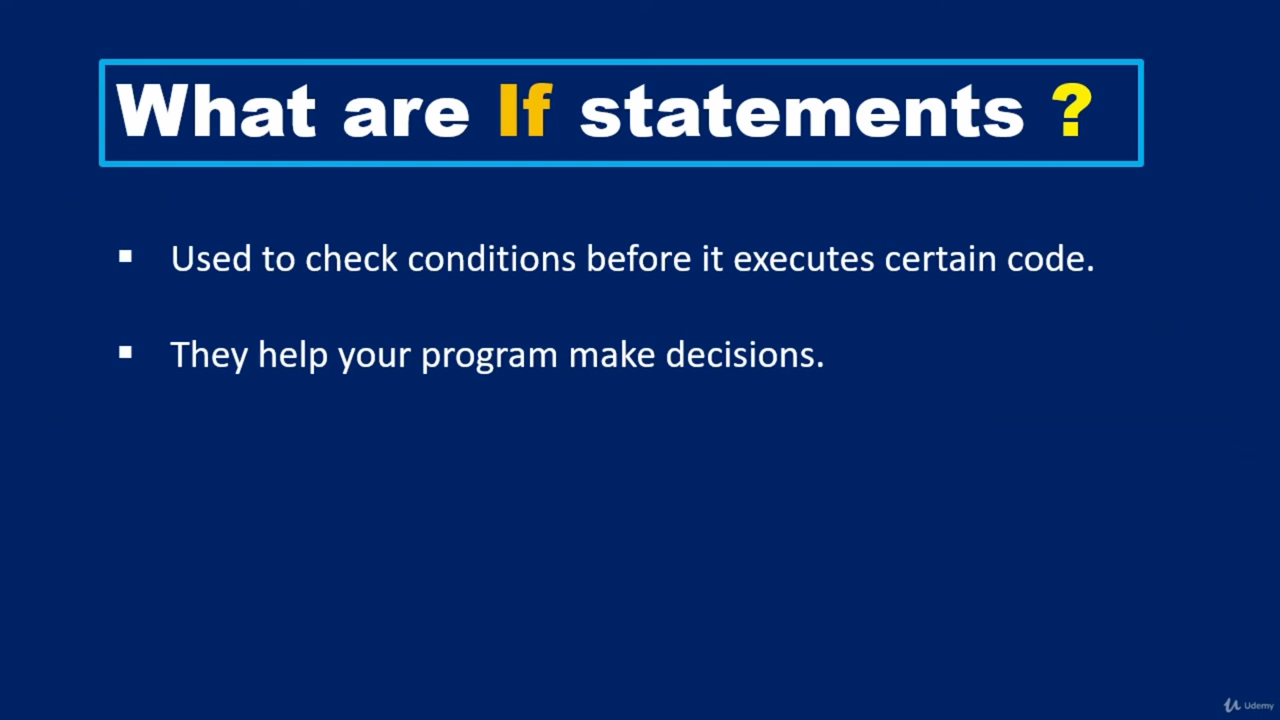 What are If statements ?
▪ Used to check conditions before it executes certain code.
▪ They help your program make decisions.
Udemy